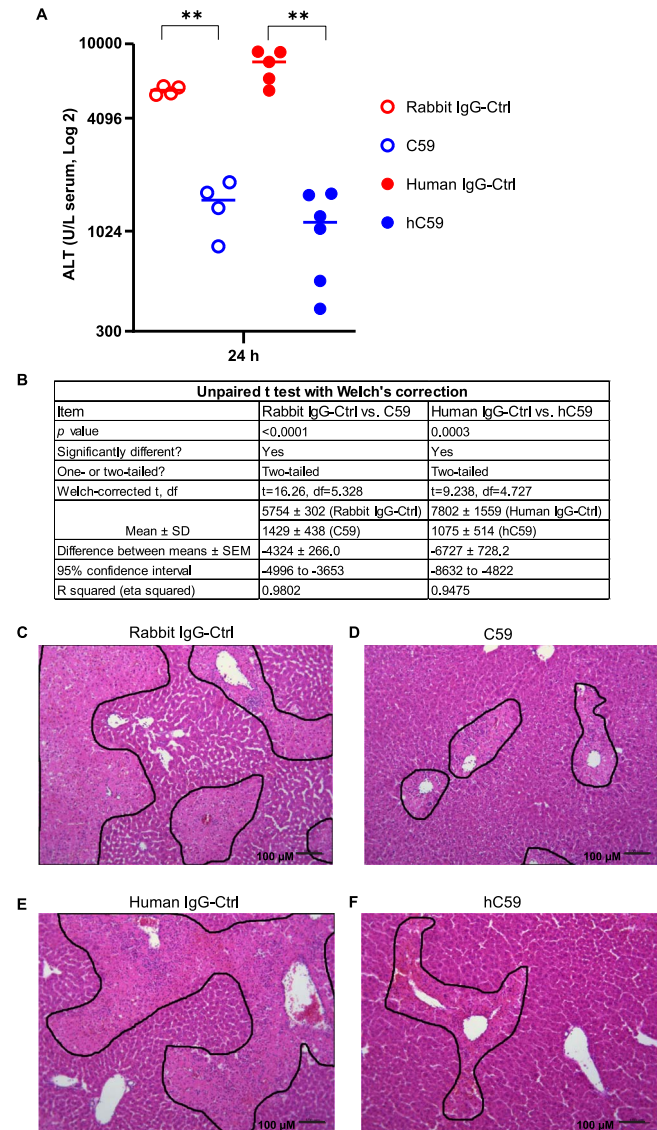 A
** **
10000
4096
1024
300
ALT (U/L serum, Log 2)
24 h
Rabbit IgG-Ctrl
C59
Human IgG-Ctrl
hC59
B
Unpaired t test with Welch's correction
Item Rabbit IgG-Ctrl vs. C59 Human IgG-Ctrl vs. hC59
p value <0.0001 0.0003
Significantly different? Yes Yes
One- or two-tailed? Two-tailed Two-tailed
Welch-corrected t, df t=16.26, df=5.328 t=9.238, df=4.727
Mean ± SD 5754 ± 302 (Rabbit IgG-Ctrl) 7802 ± 1559 (Human IgG-Ctrl)
1429 ± 438 (C59) 1075 ± 514 (hC59)
Difference between means ± SEM -4324 ± 266.0 -6727 ± 728.2
95% confidence interval -4996 to -3653 -8632 to -4822
R squared (eta squared) 0.9802 0.9475
C Rabbit IgG-Ctrl
100 µM
D C59
100 µM
E Human IgG-Ctrl
100 µM
F hC59
100 µM